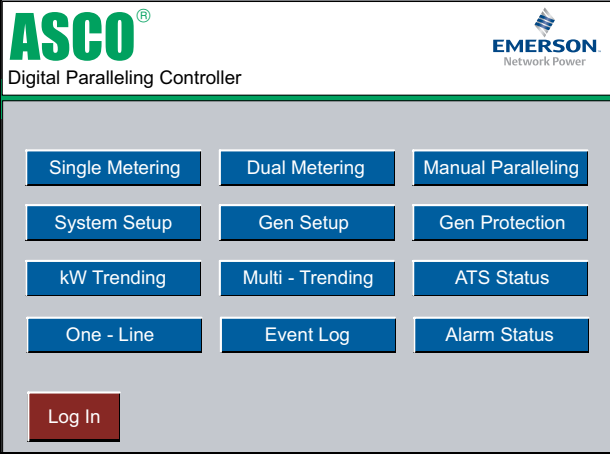 ASCO®
EMERSON.
Network Power
Digital Paralleling Controller
Single Metering
Dual Metering
Manual Paralleling
System Setup
Gen Setup
Gen Protection
kW Trending
Multi - Trending
ATS Status
One - Line
Event Log
Alarm Status
Log In